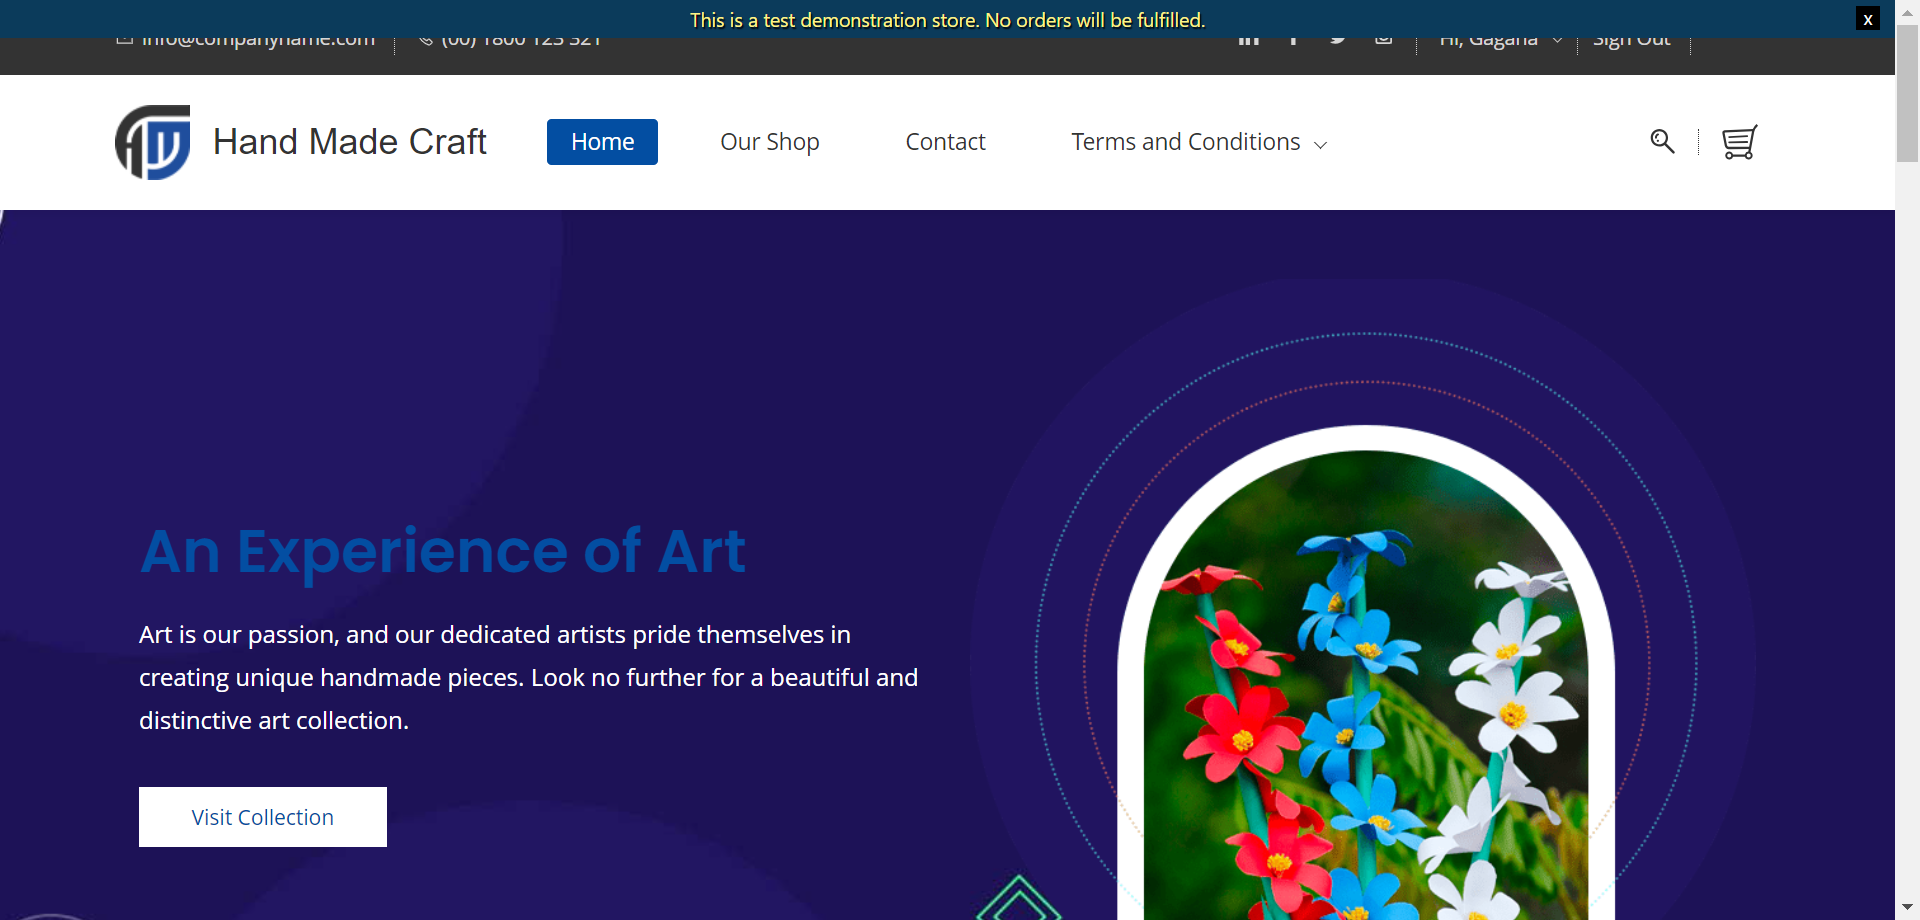 This is a test demonstration store. No orders will be fulfilled.
x
info@companyname.com
(00) 1800 123 321
Hi, Gagana
Sign Out
Hand Made Craft
Home
Our Shop
Contact
Terms and Conditions
An Experience of Art
Art is our passion, and our dedicated artists pride themselves in
creating unique handmade pieces. Look no further for a beautiful and
distinctive art collection.
Visit Collection